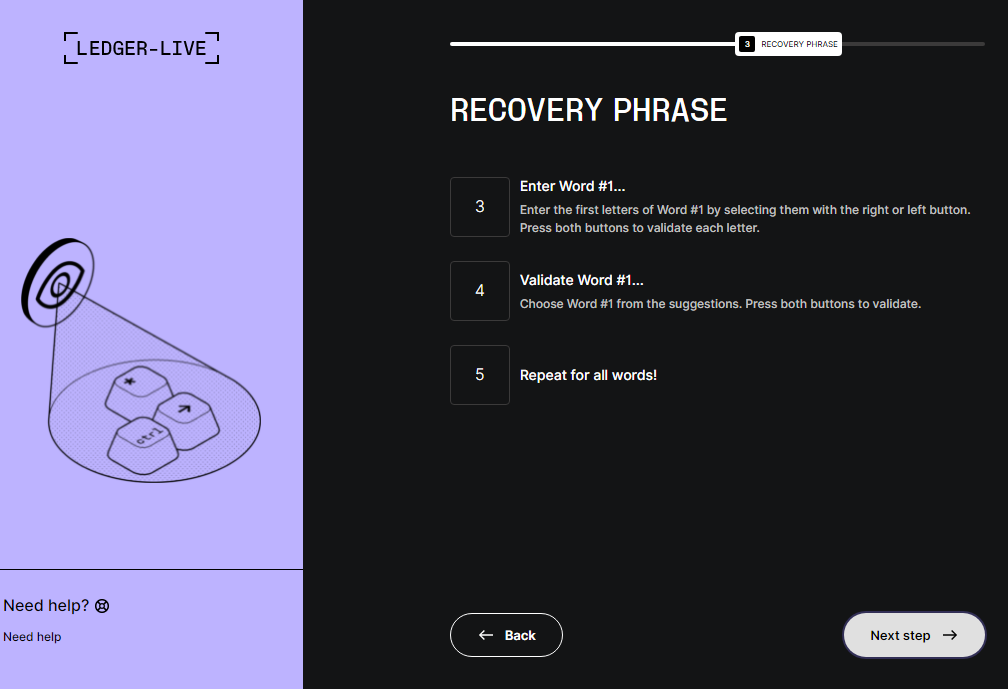 LEDGER-LIVE
3 RECOVERY PHRASE
RECOVERY PHRASE
3
Enter Word #1...
Enter the first letters of Word #1 by selecting them with the right or left button.
Press both buttons to validate each letter.
4
Validate Word #1...
Choose Word #1 from the suggestions. Press both buttons to validate.
5
Repeat for all words!
*
ctrl
Need help?
Need help
Back
Next step